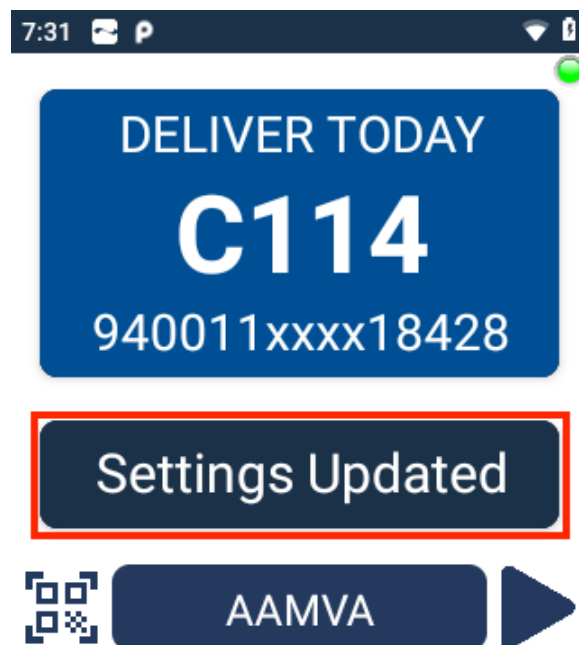 7:31
DELIVER TODAY
C114
940011xxxx18428
Settings Updated
AAMVA